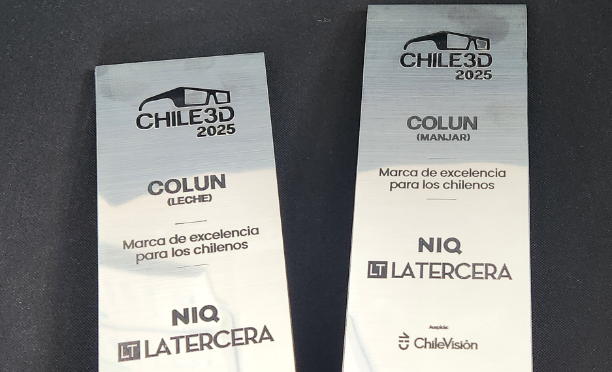 CHILE3D
2025
COLUN
(LECHE)
Marca de excelencia
para los chilenos
NIQ
LT LATERCERA
CHILE3D
2025
COLUN
(MANJAR)
Marca de excelencia
para los chilenos
NIQ
LT LATERCERA
Auspicia:
CHV ChileVisión